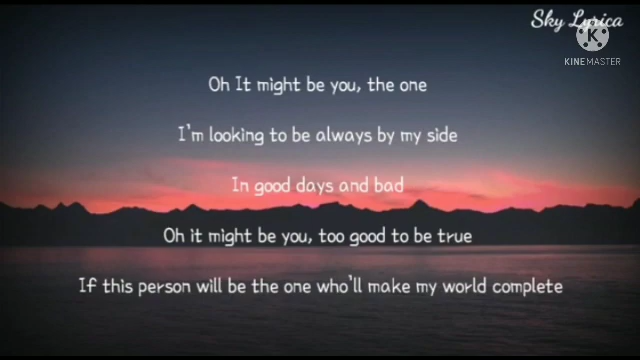 Sky Lyrica
K
KINEMASTER
Oh It might be you, the one
I'm looking to be always by my side
In good days and bad
Oh it might be you, too good to be true
If this person will be the one who'll make my world complete